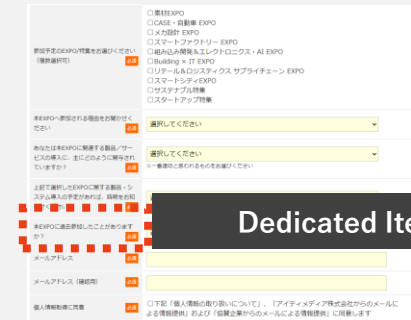 参加予定のEXPO/特集をお選びください
(複数選択可)
必須
□素材EXPO
□CASE・自動車 EXPO
□メカ設計 EXPO
□スマートファクトリー EXPO
□組み込み開発&エレクトロニクス・AI EXPO
□Building × IT EXPO
□リテール&ロジスティクス サプライチェーン EXPO
□スマートシティEXPO
□サステナブル特集
□スタートアップ特集
本EXPOへ参加される理由をお聞かせく
ださい
必須
選択してください
あなたは本EXPOに関連する製品/サー
ビスの導入に、主にどのように関与され
ていますか?
必須
選択してください
※一番適切と思われるものをお選びください
上記で選択したEXPOに関する製品・シ
ステム導入の予定があれば、時期をお知
本EXPOに過去参加したことがあります
か?
必須
Dedicated Ite
メールアドレス
必須
メールアドレス(確認用)
必須
個人情報取得に同意
必須
□下記「個人情報の取り扱いについて」、「アイティメディア株式会社からのメールに
よる情報提供」および「協賛企業からのメールによる情報提供」に同意します